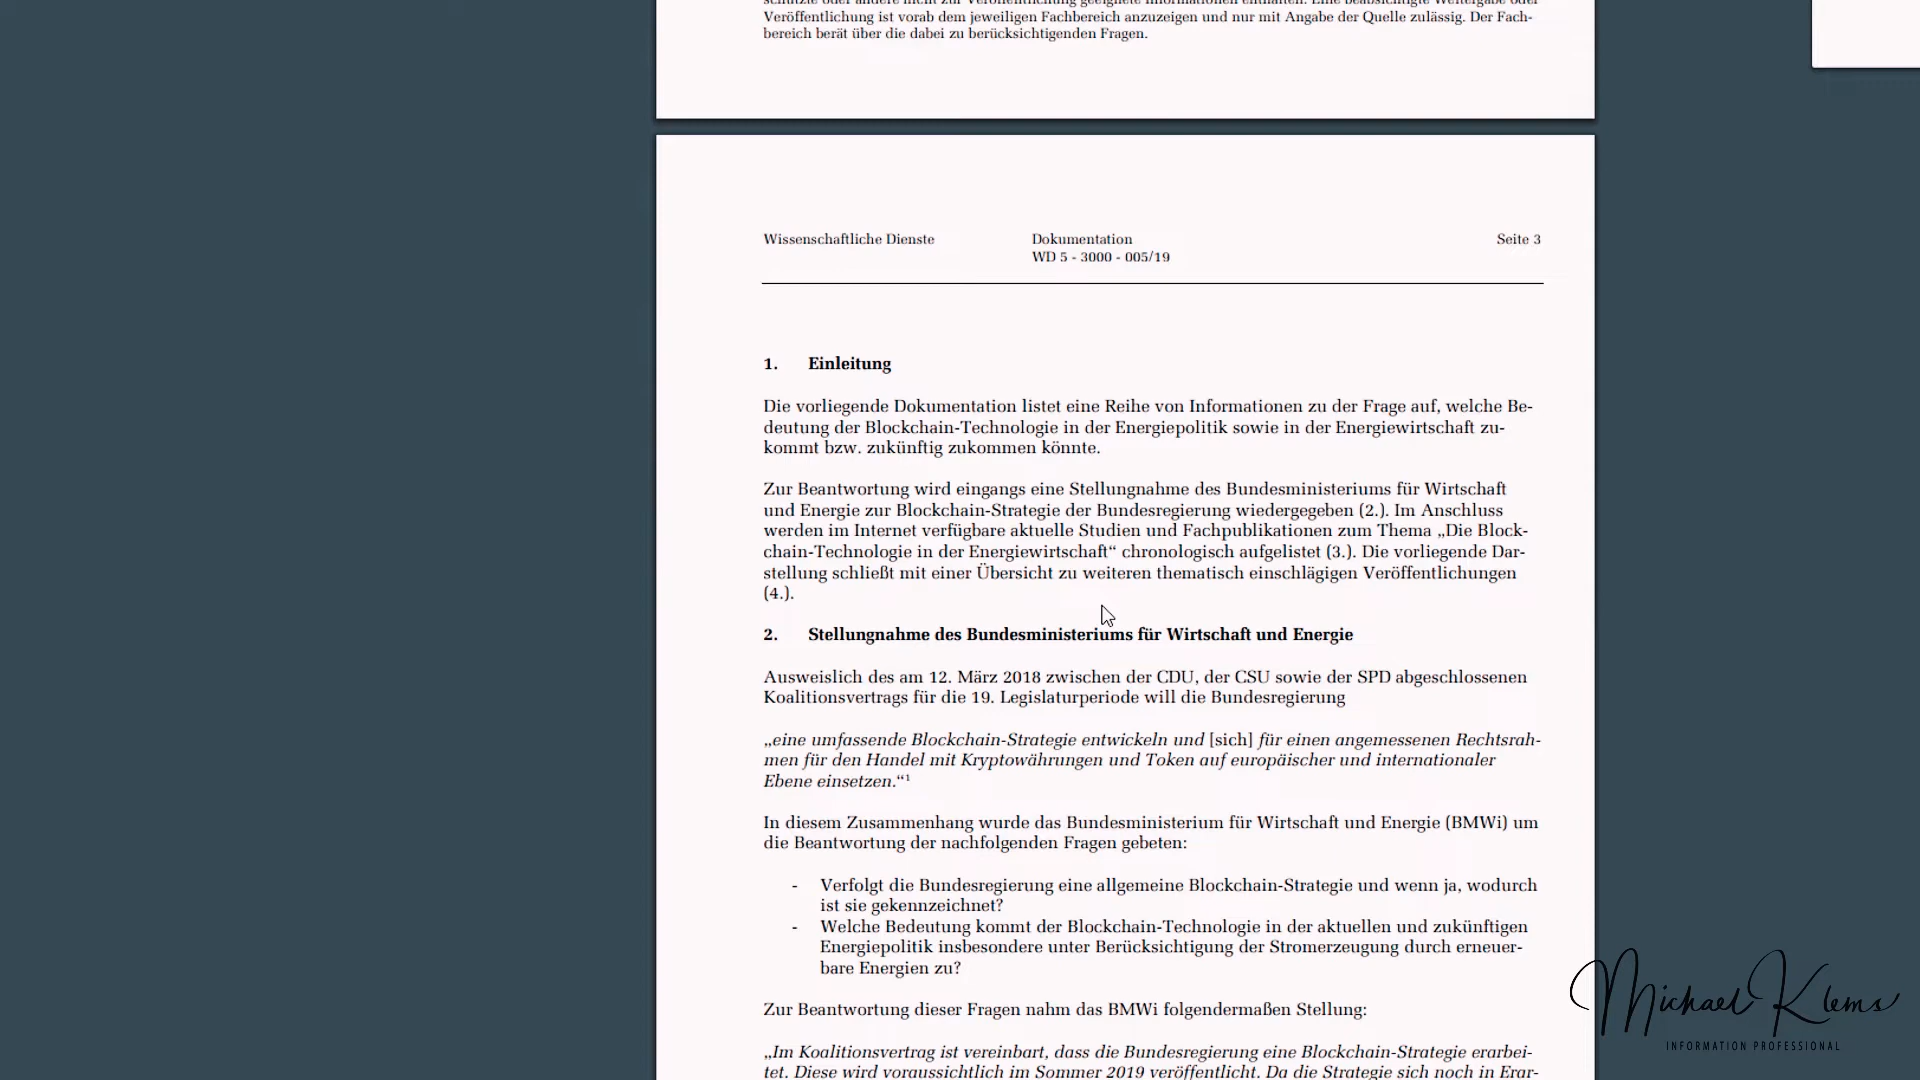 schützte oder andere nicht zur Veröffentlichung geeignete Informationen enthalten. Eine beabsichtigte Weitergabe oder
Veröffentlichung ist vorab dem jeweiligen Fachbereich anzuzeigen und nur mit Angabe der Quelle zulässig. Der Fach-
bereich berät über die dabei zu berücksichtigenden Fragen.
Wissenschaftliche Dienste
Dokumentation
WD 5 - 3000 - 005/19
Seite 3
1. Einleitung
Die vorliegende Dokumentation listet eine Reihe von Informationen zu der Frage auf, welche Be-
deutung der Blockchain-Technologie in der Energiepolitik sowie in der Energiewirtschaft zu-
kommt bzw. zukünftig zukommen könnte.
Zur Beantwortung wird eingangs eine Stellungnahme des Bundesministeriums für Wirtschaft
und Energie zur Blockchain-Strategie der Bundesregierung wiedergegeben (2.). Im Anschluss
werden im Internet verfügbare aktuelle Studien und Fachpublikationen zum Thema „Die Block-
chain-Technologie in der Energiewirtschaft“ chronologisch aufgelistet (3.). Die vorliegende Dar-
stellung schließt mit einer Übersicht zu weiteren thematisch einschlägigen Veröffentlichungen
(4.).
2. Stellungnahme des Bundesministeriums für Wirtschaft und Energie
Ausweislich des am 12. März 2018 zwischen der CDU, der CSU sowie der SPD abgeschlossenen
Koalitionsvertrags für die 19. Legislaturperiode will die Bundesregierung
„eine umfassende Blockchain-Strategie entwickeln und [sich] für einen angemessenen Rechtsrah-
men für den Handel mit Kryptowährungen und Token auf europäischer und internationaler
Ebene einsetzen.“¹
In diesem Zusammenhang wurde das Bundesministerium für Wirtschaft und Energie (BMWi) um
die Beantwortung der nachfolgenden Fragen gebeten:
- Verfolgt die Bundesregierung eine allgemeine Blockchain-Strategie und wenn ja, wodurch
ist sie gekennzeichnet?
- Welche Bedeutung kommt der Blockchain-Technologie in der aktuellen und zukünftigen
Energiepolitik insbesondere unter Berücksichtigung der Stromerzeugung durch erneuer-
bare Energien zu?
Zur Beantwortung dieser Fragen nahm das BMWi folgendermaßen Stellung:
„Im Koalitionsvertrag ist vereinbart, dass die Bundesregierung eine Blockchain-Strategie erarbei-
tet. Diese wird voraussichtlich im Sommer 2019 veröffentlicht. Da die Strategie sich noch in Erar-
Michael Klems
INFORMATION PROFESSIONAL